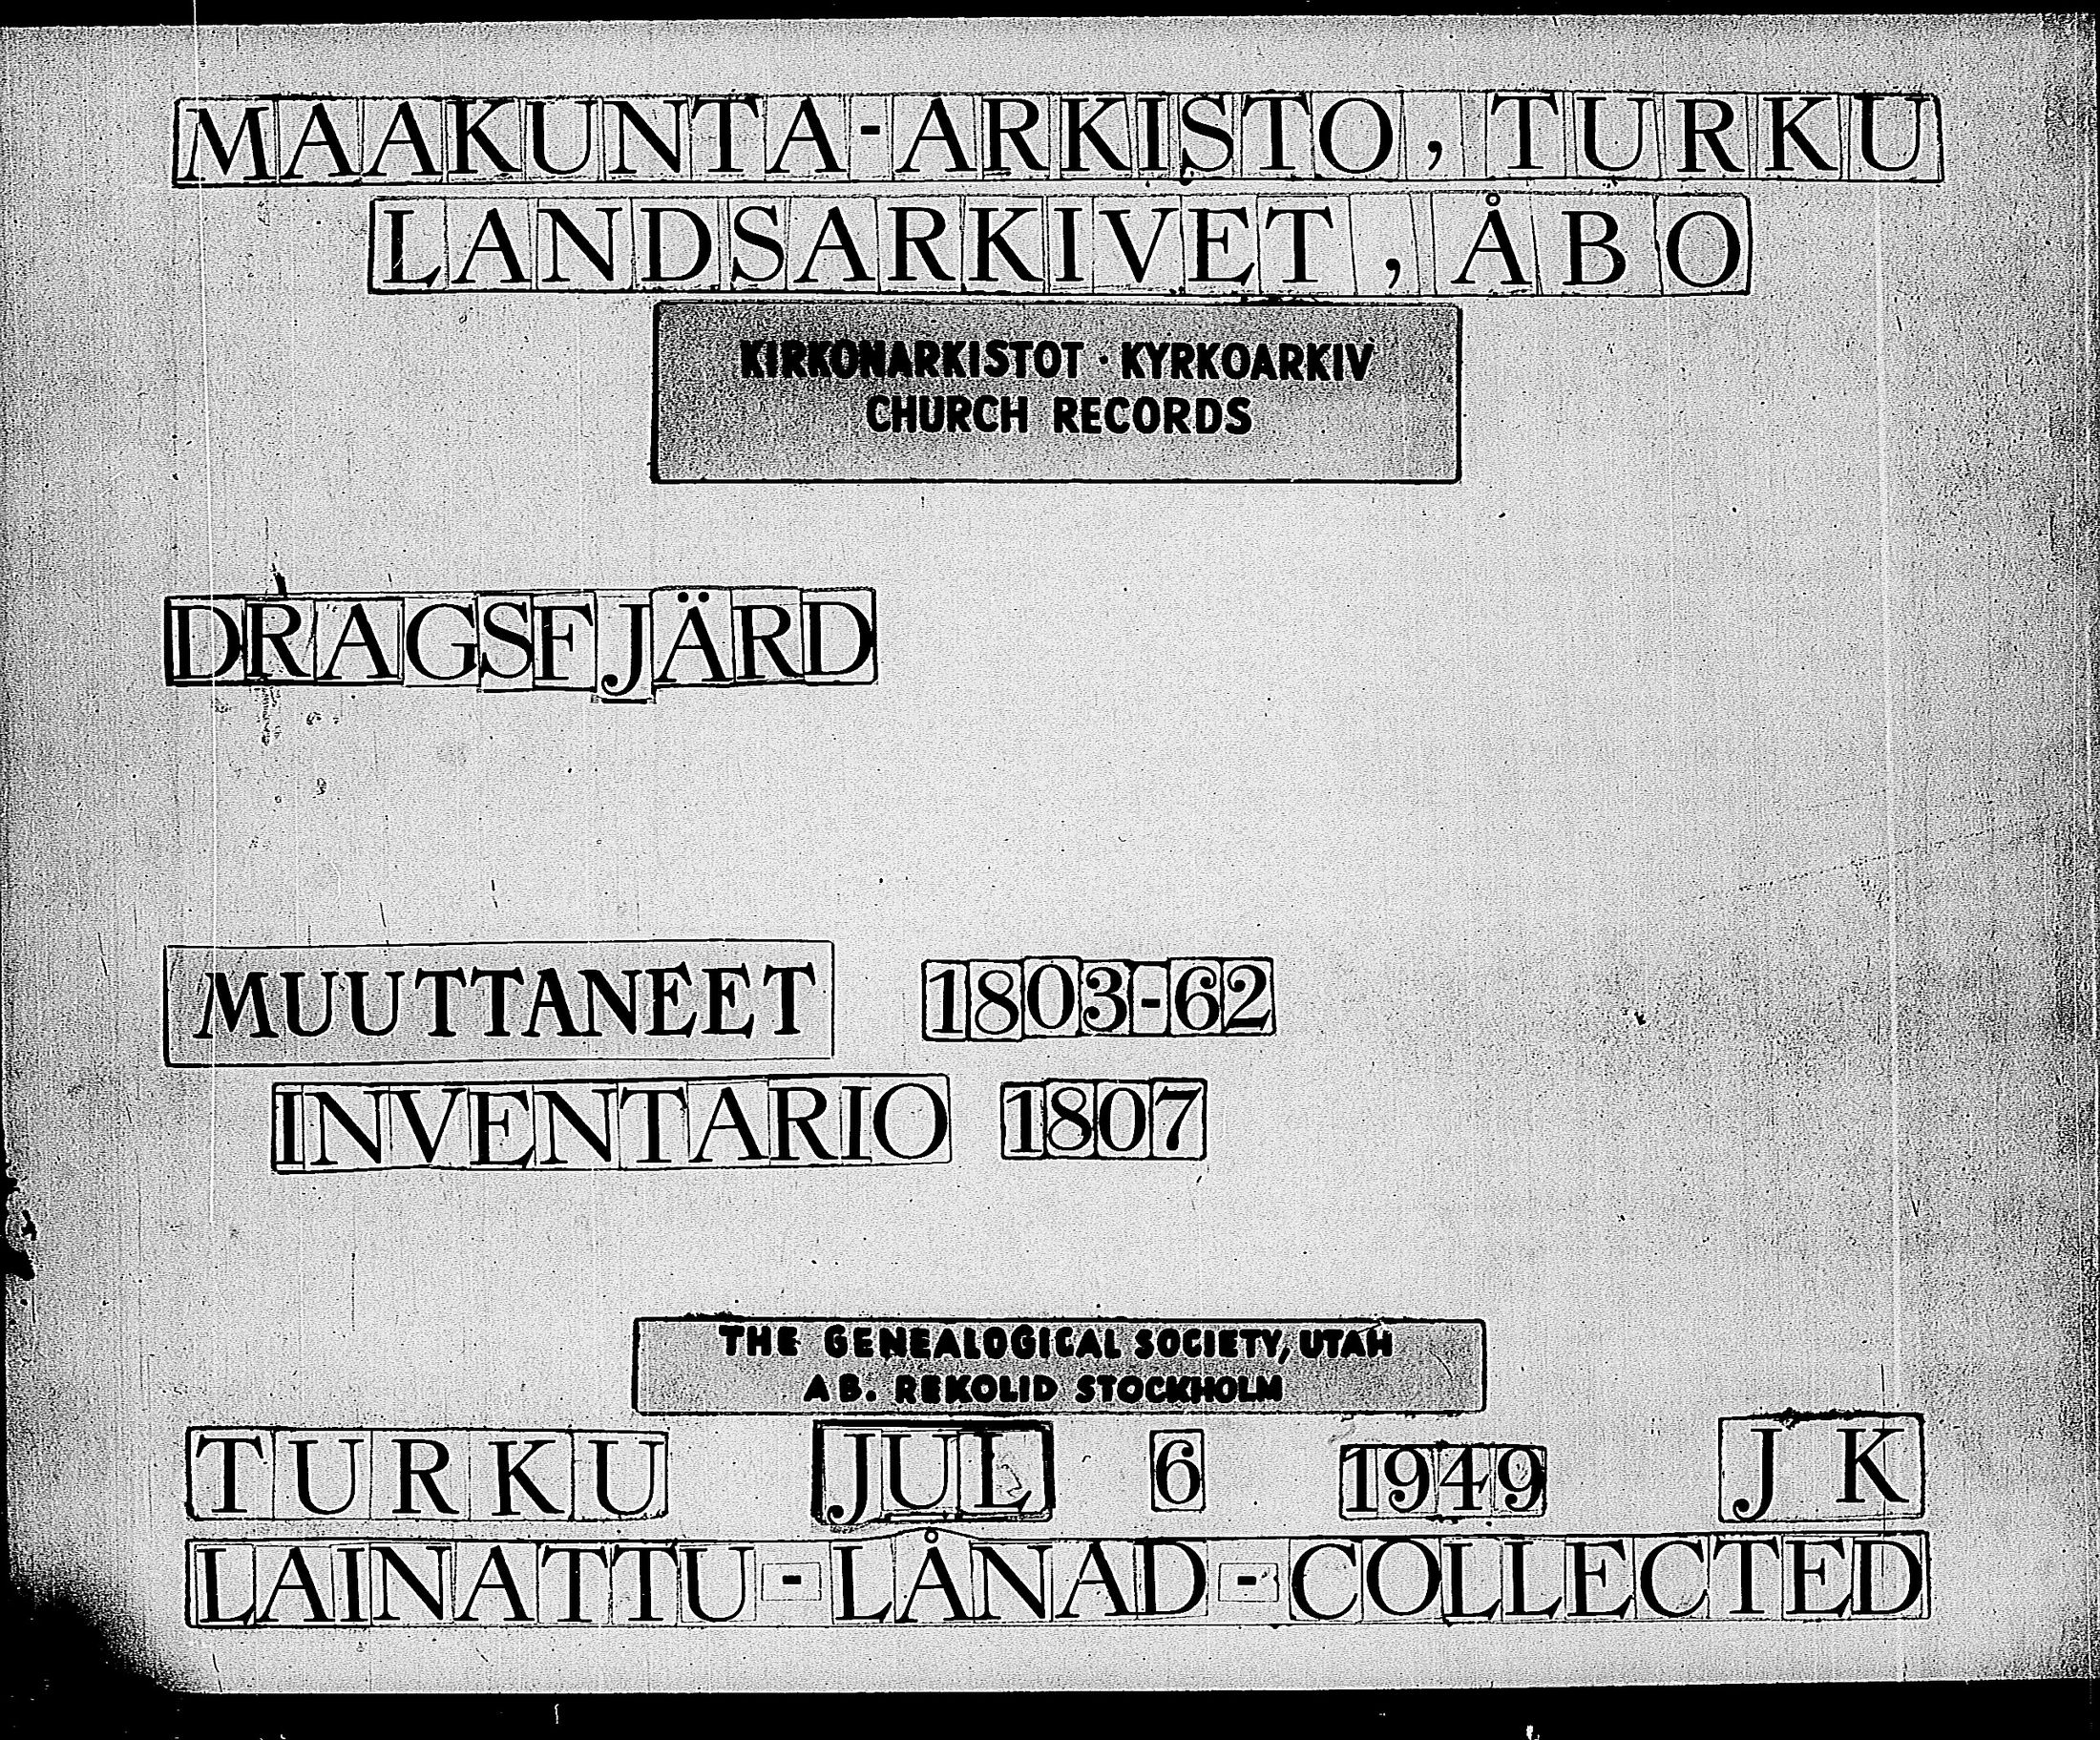 MAAKUNTA-ARKISTO, TURKU
LANDSARKIVET, ÅBO
KIRKONARKISTOT · KYRKOARKIV
CHURCH RECORDS
DRAGSFJÄRD
MUUTTANEET 1803-62
INVENTARIO 1807
THE GENEALOGICAL SOCIETY, UTAH
AB. REKOLID STOCKHOLM
TURKU JUL 6 1949 J K
LAINATTU-LÅNAD-COLLECTED